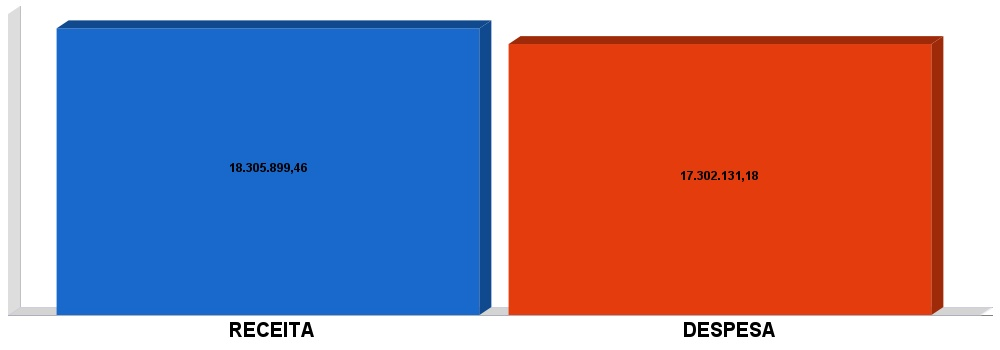 18.305.899,46
17.302.131,18
RECEITA
DESPESA